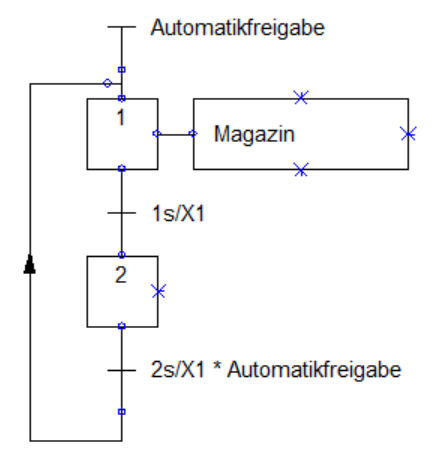 Automatikfreigabe
1
Magazin
1s/X1
2
2s/X1 * Automatikfreigabe